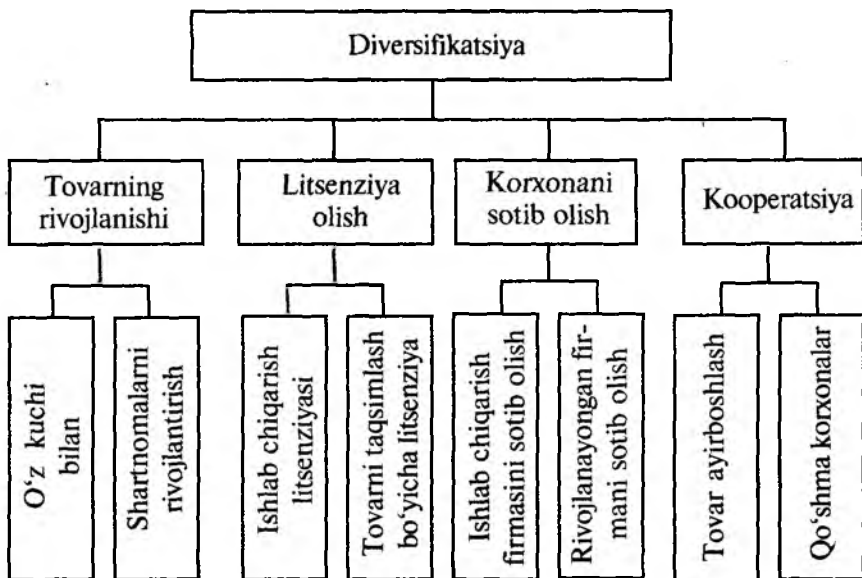 Diversifikatsiya
Tovarning
rivojlanishi
Litsenziya
olish
Korxonani
sotib olish
Kooperatsiya
O‘z kuchi
bilan
Shartnomalarni
rivojlantirish
Ishlab chiqarish
litsenziyasi
Tovarni taqsimlash
bo‘yicha litsenziya
Ishlab chiqarish
firmasini sotib olish
Rivojlanayongan fir-
mani sotib olish
Tovar ayirboshlash
Qo‘shma korxonalar